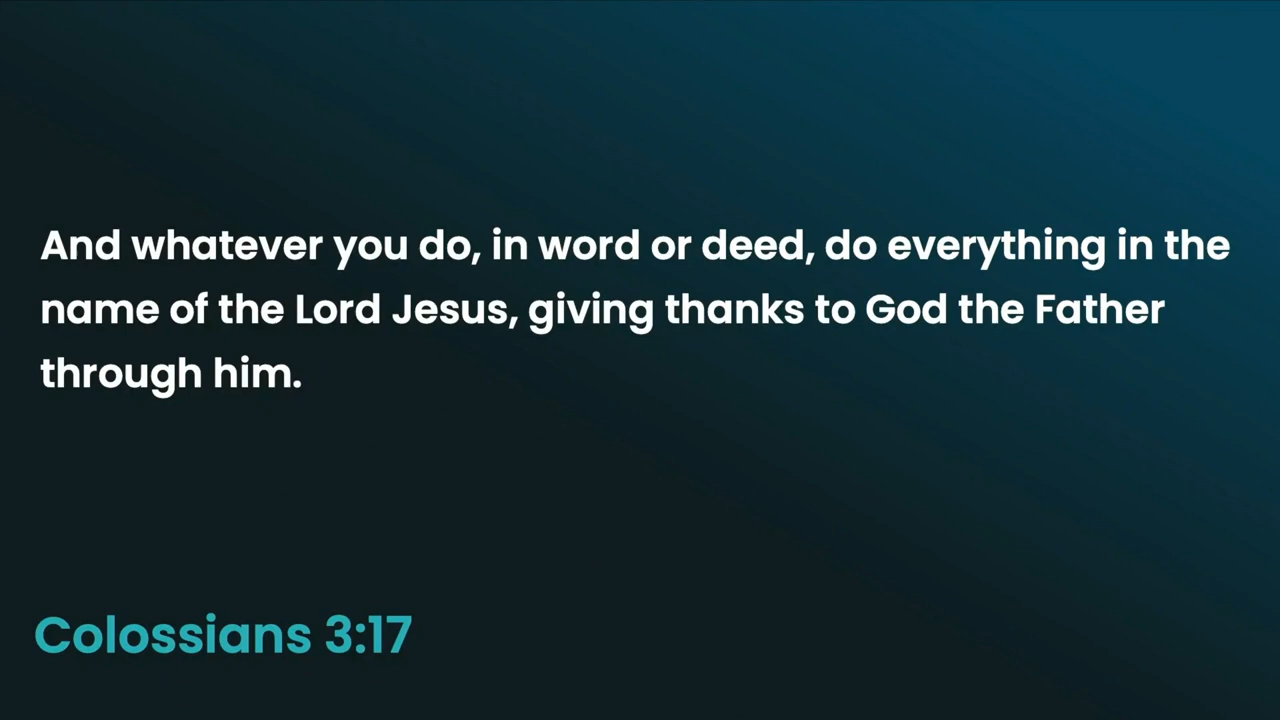 And whatever you do, in word or deed, do everything in the
name of the Lord Jesus, giving thanks to God the Father
through him.
Colossians 3:17